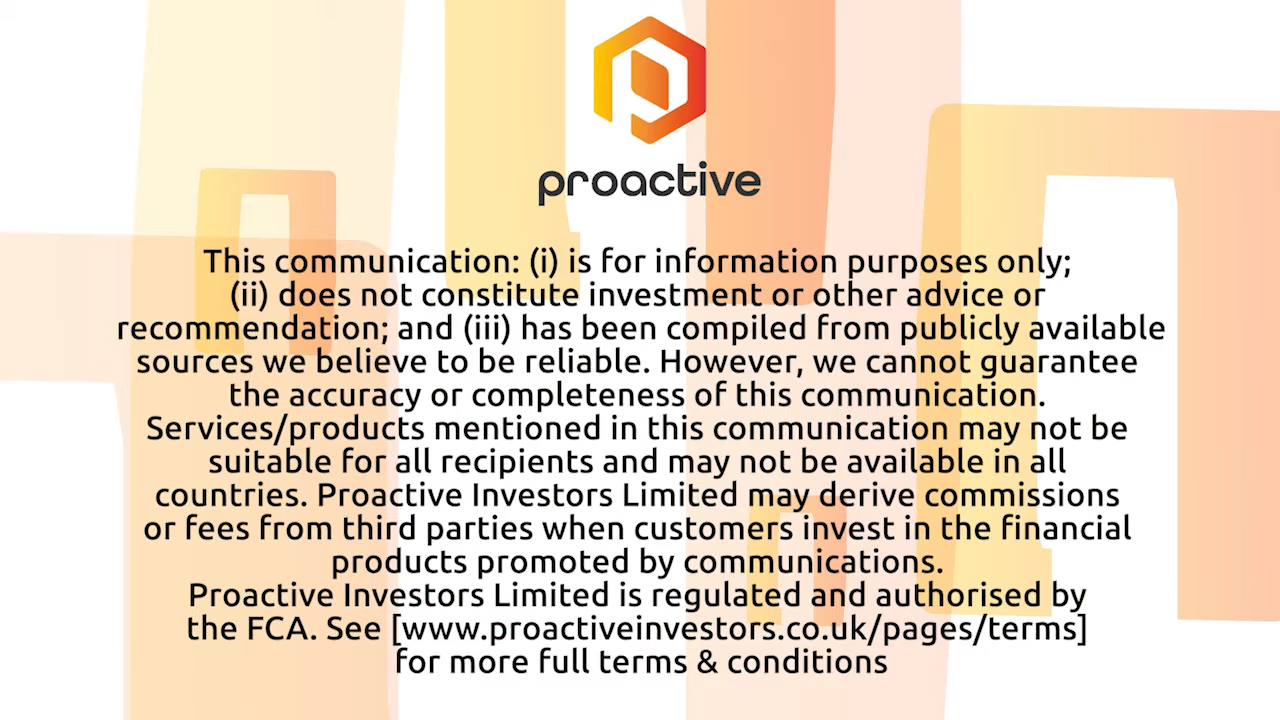 proactive
This communication: (i) is for information purposes only;
(ii) does not constitute investment or other advice or
recommendation; and (iii) has been compiled from publicly available
sources we believe to be reliable. However, we cannot guarantee
the accuracy or completeness of this communication.
Services/products mentioned in this communication may not be
suitable for all recipients and may not be available in all
countries. Proactive Investors Limited may derive commissions
or fees from third parties when customers invest in the financial
products promoted by communications.
Proactive Investors Limited is regulated and authorised by
the FCA. See [www.proactiveinvestors.co.uk/pages/terms]
for more full terms & conditions